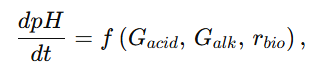 dpH/dt = f (G_acid, G_alk, r_bio),